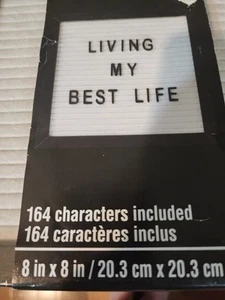 LIVING
MY
BEST LIFE
164 characters included
164 caractères inclus
8 in x 8 in / 20.3 cm x 20.3 cm